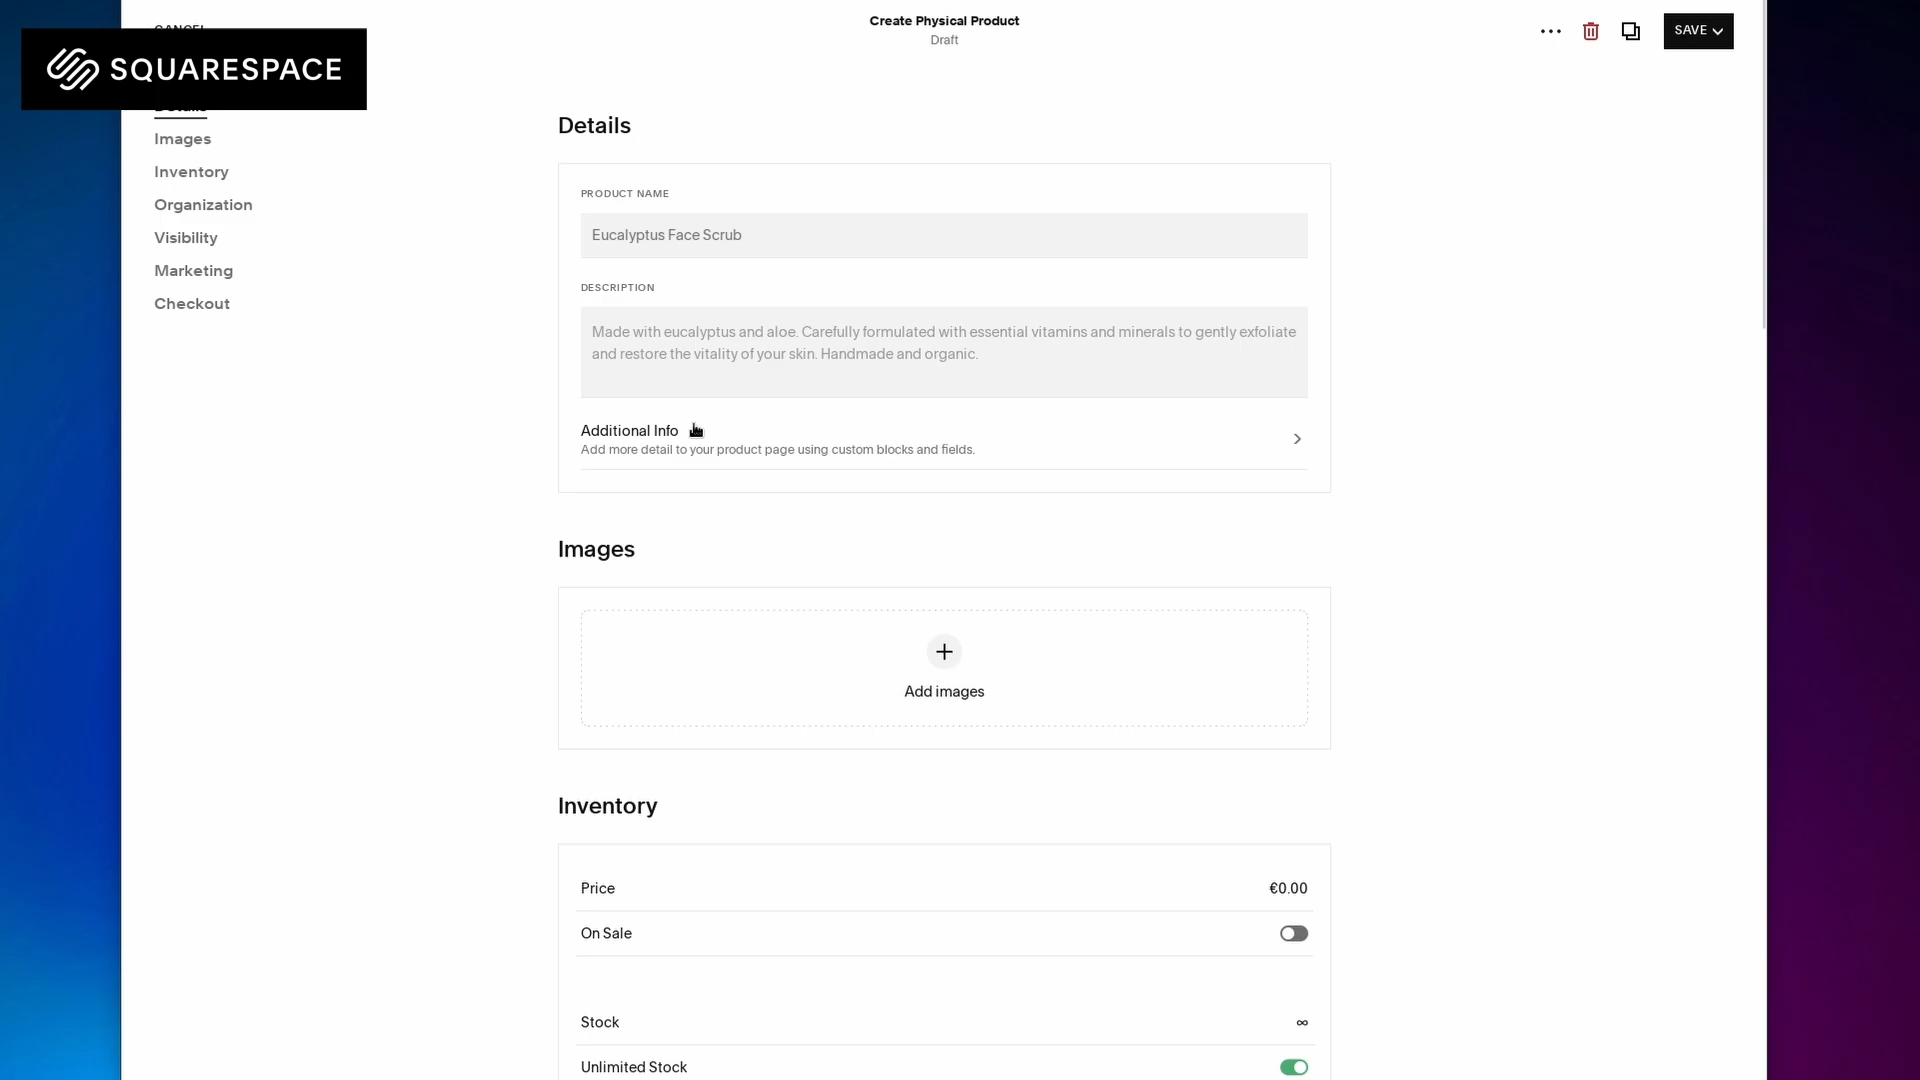 CANCEL
Create Physical Product
Draft
SAVE
SQUARESPACE
Details
Images
Inventory
Organization
Visibility
Marketing
Checkout
Details
PRODUCT NAME
Eucalyptus Face Scrub
DESCRIPTION
Made with eucalyptus and aloe. Carefully formulated with essential vitamins and minerals to gently exfoliate
and restore the vitality of your skin. Handmade and organic.
Additional Info
Add more detail to your product page using custom blocks and fields.
Images
Add images
Inventory
Price €0.00
On Sale
Stock ∞
Unlimited Stock